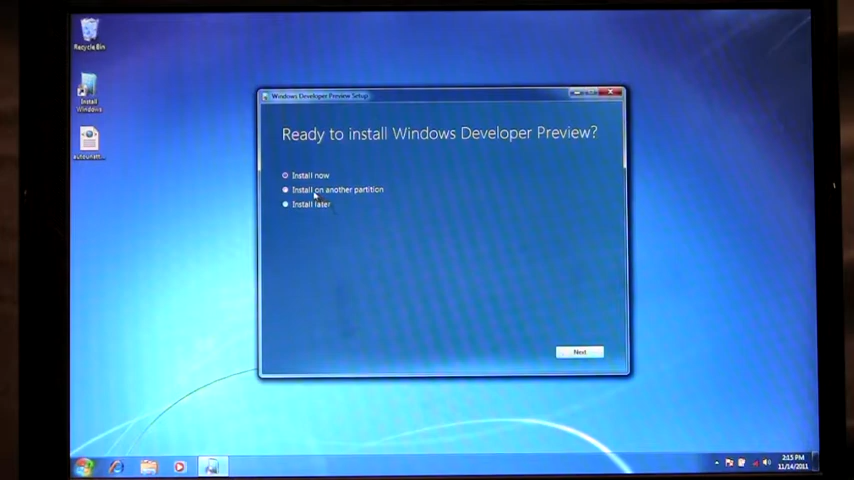 Recycle Bin
Install
Windows
autounatt...
Windows Developer Preview Setup
Ready to install Windows Developer Preview?
Install now
Install on another partition
Install later
Next
2:15 PM
11/14/2011